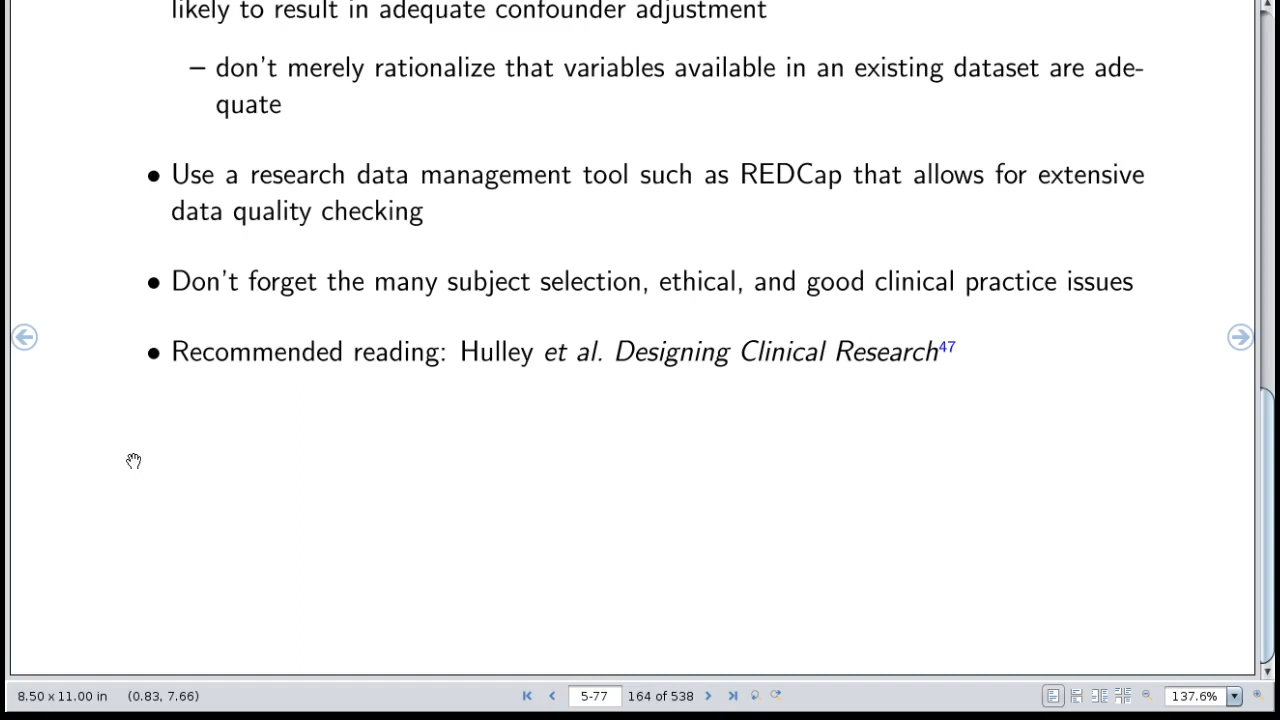 likely to result in adequate confounder adjustment
– don't merely rationalize that variables available in an existing dataset are ade-
quate
• Use a research data management tool such as REDCap that allows for extensive
data quality checking
• Don't forget the many subject selection, ethical, and good clinical practice issues
• Recommended reading: Hulley et al. Designing Clinical Research47
8.50 x 11.00 in (0.83, 7.66) 5-77 164 of 538 137.6%